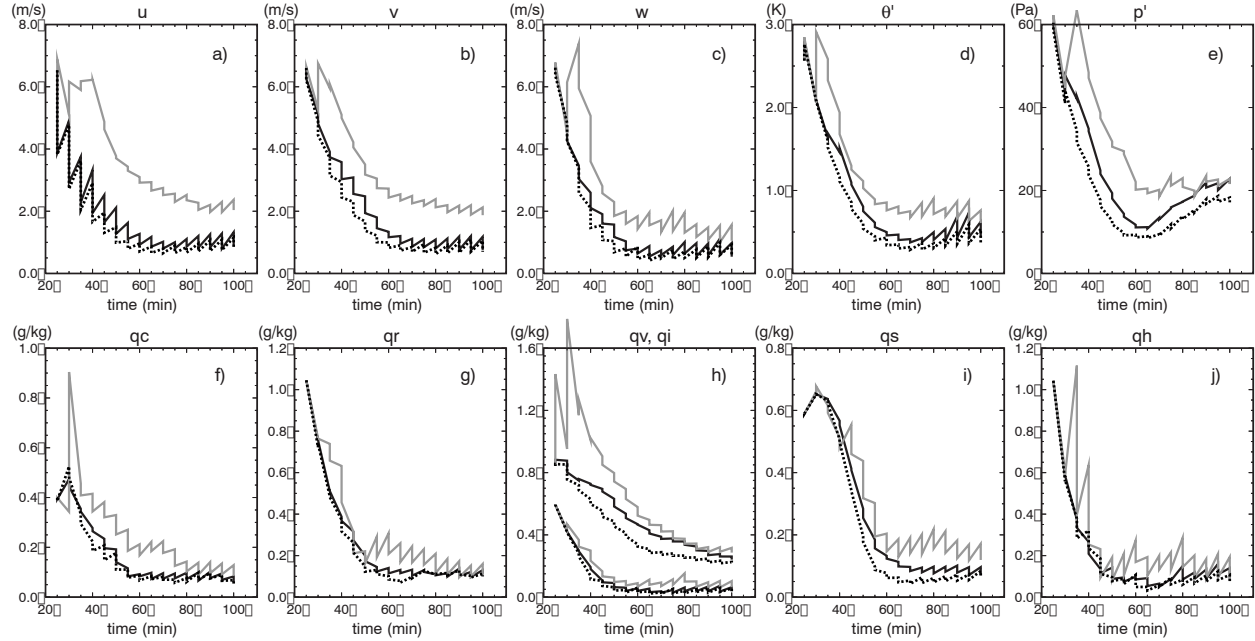 (m/s) u (m/s) v (m/s) w (K) θ' (Pa) p'
8.0 8.0 8.0 3.0 60
a) b) c) d) e)
6.0 6.0 6.0 2.0 40
4.0 4.0 4.0 1.0 20
2.0 2.0 2.0
0.0 0.0 0.0 0.0 0
20 40 60 80 100 20 40 60 80 100 20 40 60 80 100 20 40 60 80 100 20 40 60 80 100
time (min) time (min) time (min) time (min) time (min)
(g/kg) qc (g/kg) qr (g/kg) qv, qi (g/kg) qs (g/kg) qh
1.0 1.2 1.6 0.8 1.2
f) g) h) i) j)
0.8 1.0 1.2 0.6 1.0
0.6 0.8 0.8 0.4 0.8
0.4 0.6 0.4 0.2 0.6
0.2 0.4 0.4
0.2 0.2
0.0 0.0 0.0 0.0 0.0
20 40 60 80 100 20 40 60 80 100 20 40 60 80 100 20 40 60 80 100 20 40 60 80 100
time (min) time (min) time (min) time (min) time (min)